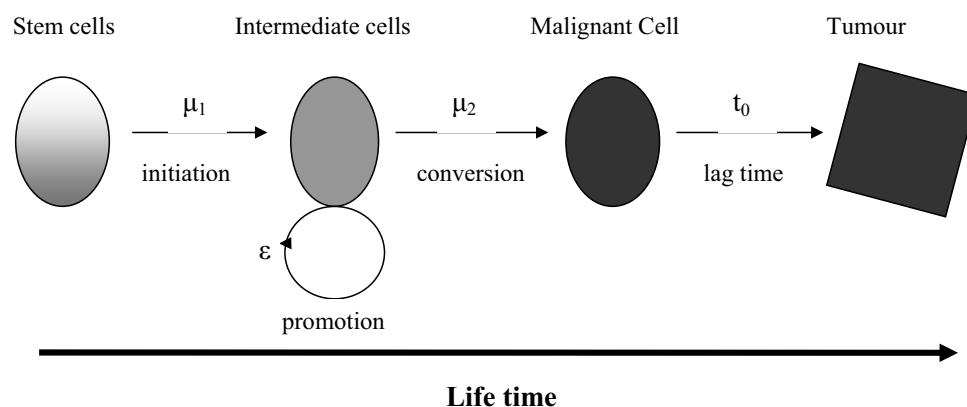 Stem cells
Intermediate cells
Malignant Cell
Tumour
μ1
μ2
t0
initiation
conversion
lag time
ε
promotion
Life time